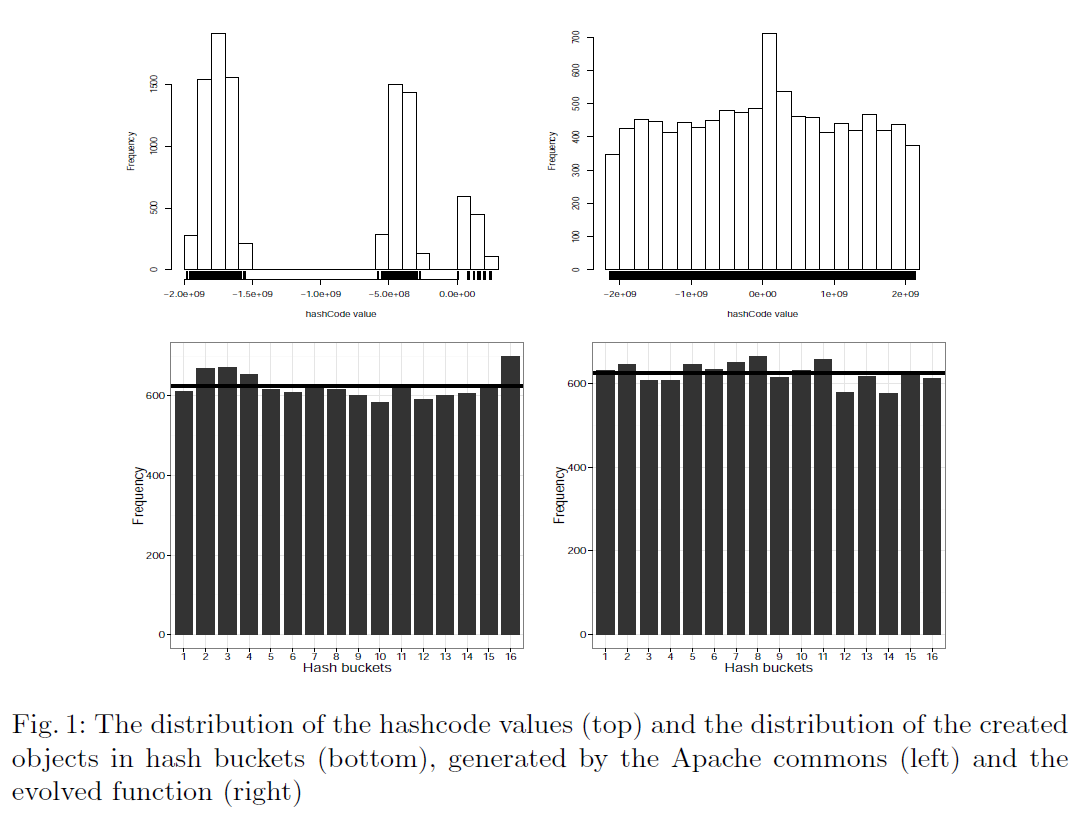 Frequency
0
500
1000
1500
−2.0e+09 −1.5e+09 −1.0e+09 −5.0e+08 0.0e+00
hashCode value
Frequency
0
100
200
300
400
500
600
700
−2e+09 −1e+09 0e+00 1e+09 2e+09
hashCode value
Frequency
600
400
200
0
1 2 3 4 5 6 7 8 9 10 11 12 13 14 15 16
Hash buckets
Frequency
600
400
200
0
1 2 3 4 5 6 7 8 9 10 11 12 13 14 15 16
Hash buckets
Fig. 1: The distribution of the hashcode values (top) and the distribution of the created
objects in hash buckets (bottom), generated by the Apache commons (left) and the
evolved function (right)